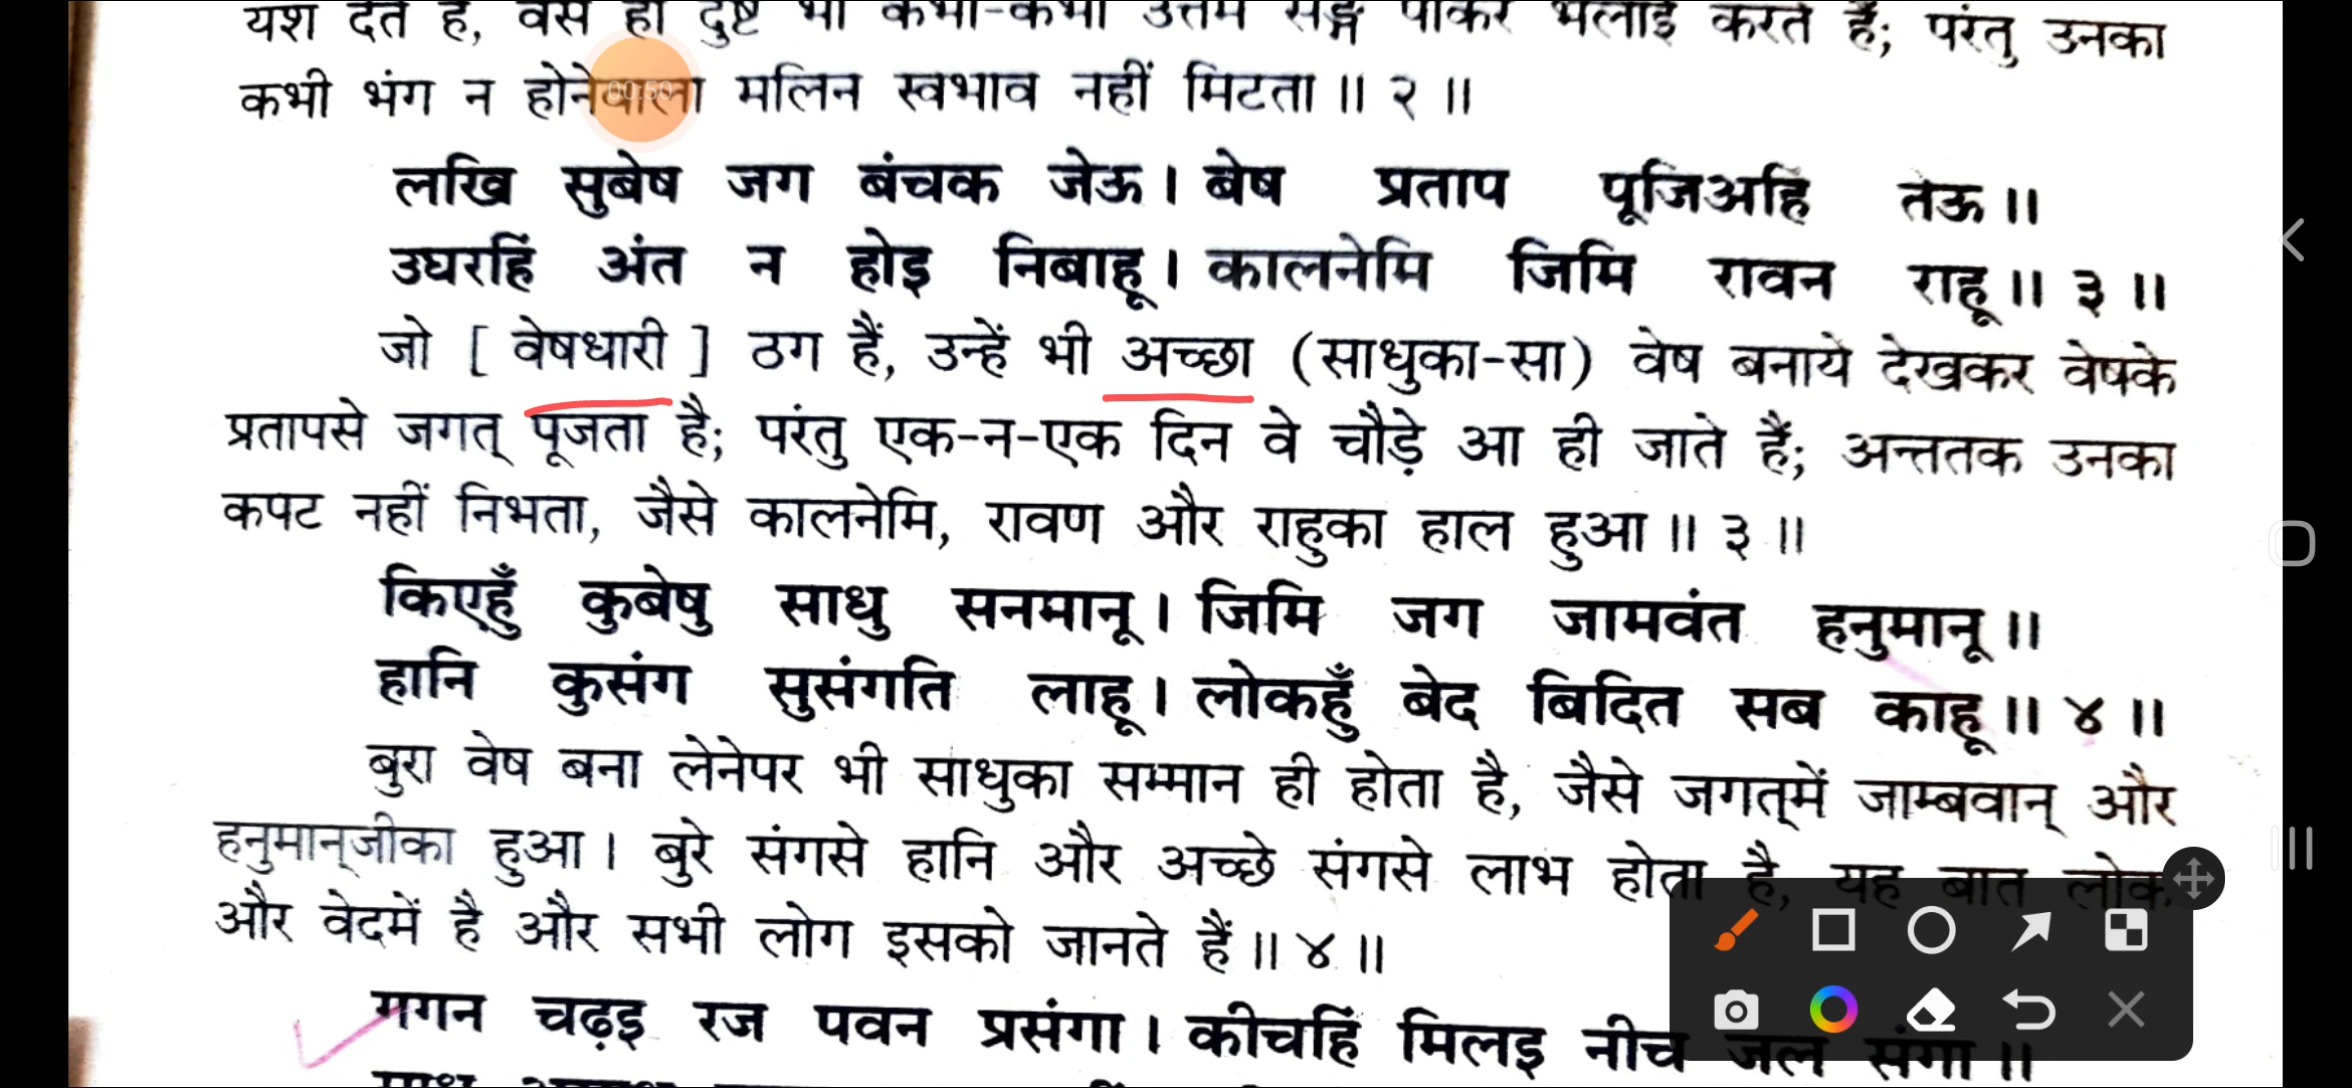 यश देते हैं, वैसे ही दुष्ट भी कभी-कभी उत्तम सङ्ग पाकर भलाई करते हैं; परंतु उनका
कभी भंग न होनेवाला मलिन स्वभाव नहीं मिटता॥ २ ॥
00:50
लखि सुबेष जग बंचक जेऊ। बेष प्रताप पूजिअहिं तेऊ॥
उघरहिं अंत न होइ निबाहू। कालनेमि जिमि रावन राहू॥ ३ ॥
जो [ वेषधारी ] ठग हैं, उन्हें भी अच्छा (साधुका-सा) वेष बनाये देखकर वेषके
प्रतापसे जगत् पूजता है; परंतु एक-न-एक दिन वे चौड़े आ ही जाते हैं; अन्ततक उनका
कपट नहीं निभता, जैसे कालनेमि, रावण और राहुका हाल हुआ॥ ३ ॥
किएहुँ कुबेषु साधु सनमानू। जिमि जग जामवंत हनुमानू॥
हानि कुसंग सुसंगति लाहू। लोकहुँ बेद बिदित सब काहू॥ ४ ॥
बुरा वेष बना लेनेपर भी साधुका सम्मान ही होता है, जैसे जगत्‌में जाम्बवान् और
हनुमान्‌जीका हुआ। बुरे संगसे हानि और अच्छे संगसे लाभ होता है, यह बात लोक
और वेदमें है और सभी लोग इसको जानते हैं॥ ४ ॥
गगन चढ़इ रज पवन प्रसंगा। कीचहिं मिलइ नीच जल संगा॥